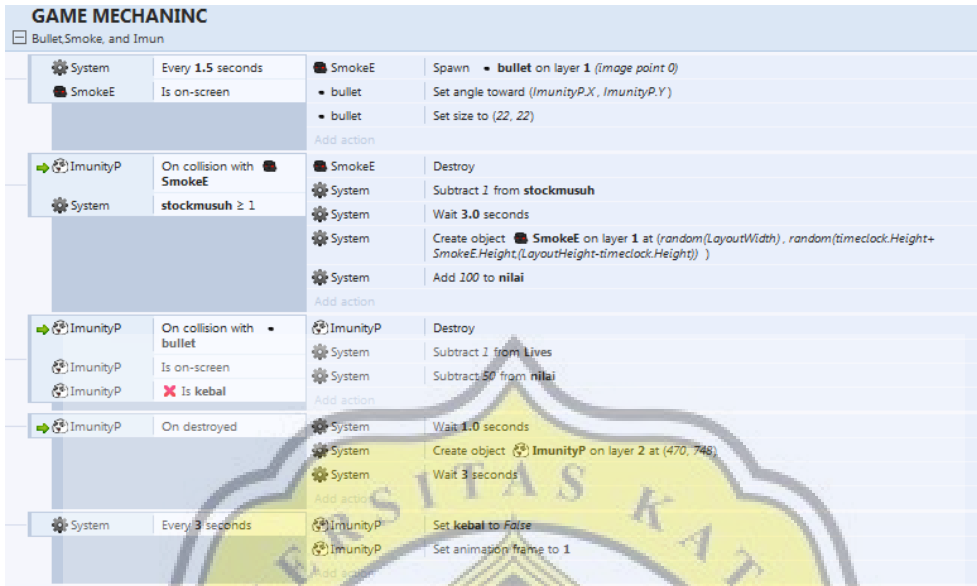 GAME MECHANINC
Bullet,Smoke, and Imun
System Every 1.5 seconds SmokeE Spawn bullet on layer 1 (image point 0)
SmokeE Is on-screen bullet Set angle toward (ImunityP.X , ImunityP.Y )
bullet Set size to (22, 22)
Add action
ImunityP On collision with SmokeE SmokeE Destroy
System stockmusuh ≥ 1 System Subtract 1 from stockmusuh
System Wait 3.0 seconds
System Create object SmokeE on layer 1 at (random(LayoutWidth) , random(timeclock.Height+
SmokeE.Height,(LayoutHeight-timeclock.Height)) )
System Add 100 to nilai
Add action
ImunityP On collision with bullet ImunityP Destroy
ImunityP Is on-screen System Subtract 1 from Lives
ImunityP Is kebal System Subtract 50 from nilai
Add action
ImunityP On destroyed System Wait 1.0 seconds
System Create object ImunityP on layer 2 at (470, 748)
System Wait 3 seconds
Add action
System Every 3 seconds ImunityP Set kebal to False
ImunityP Set animation frame to 1
Add action
ERSITAS KAT